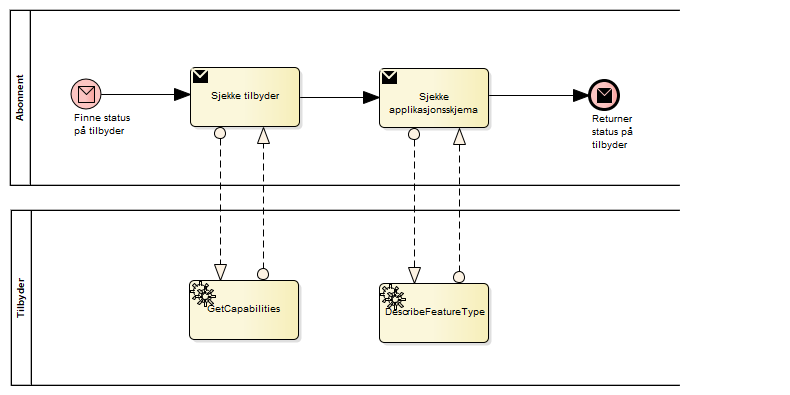 Abonnent
Finne status
på tilbyder
Sjekke tilbyder
Sjekke
applikasjonsskjema
Returner
status på
tilbyder
Tilbyder
GetCapabilities
DescribeFeatureType